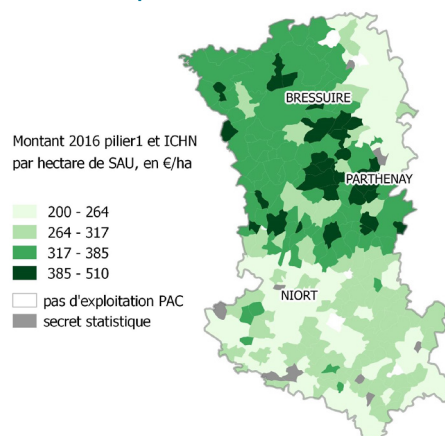 BRESSUIRE
Montant 2016 pilier1 et ICHN
par hectare de SAU, en €/ha
PARTHENAY
200 - 264
264 - 317
317 - 385
385 - 510
pas d'exploitation PAC
NIORT
secret statistique